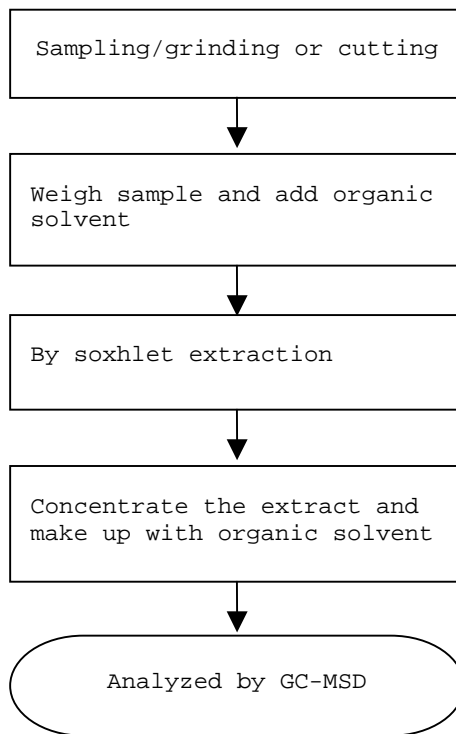 Sampling/grinding or cutting
Weigh sample and add organic
solvent
By soxhlet extraction
Concentrate the extract and
make up with organic solvent
Analyzed by GC-MSD